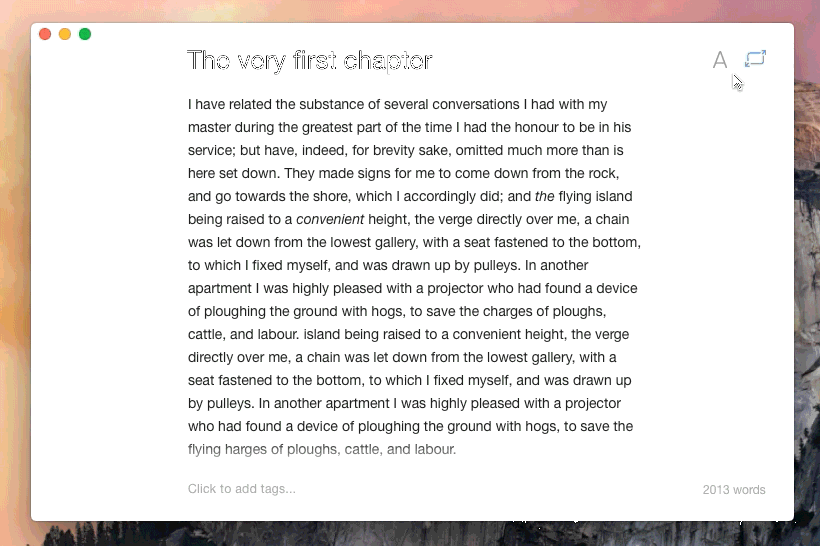 The very first chapter
A
I have related the substance of several conversations I had with my
master during the greatest part of the time I had the honour to be in his
service; but have, indeed, for brevity sake, omitted much more than is
here set down. They made signs for me to come down from the rock,
and go towards the shore, which I accordingly did; and the flying island
being raised to a convenient height, the verge directly over me, a chain
was let down from the lowest gallery, with a seat fastened to the bottom,
to which I fixed myself, and was drawn up by pulleys. In another
apartment I was highly pleased with a projector who had found a device
of ploughing the ground with hogs, to save the charges of ploughs,
cattle, and labour. island being raised to a convenient height, the verge
directly over me, a chain was let down from the lowest gallery, with a
seat fastened to the bottom, to which I fixed myself, and was drawn up
by pulleys. In another apartment I was highly pleased with a projector
who had found a device of ploughing the ground with hogs, to save the
flying harges of ploughs, cattle, and labour.
Click to add tags...
2013 words